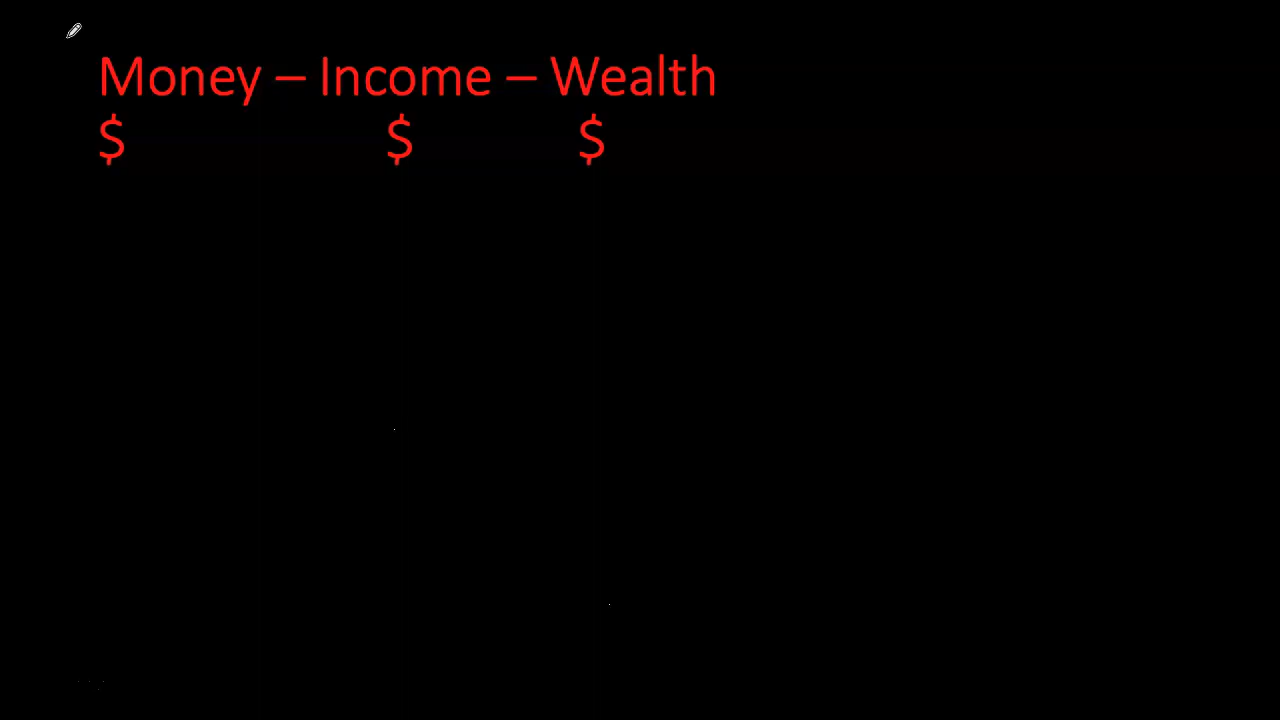 Money – Income – Wealth
$ $ $